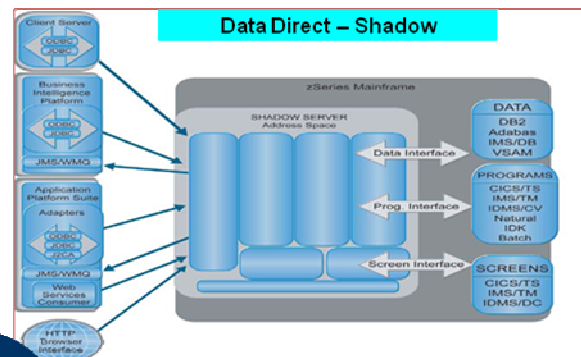 Data Direct – Shadow
Client Server
ODBC
JDBC
Business
Intelligence
Platform
ODBC
JDBC
JMS/WMQ
Application
Platform Suite
Adapters
ODBC
JDBC
J2CA
JMS/WMQ
Web
Services
Consumer
HTTP
Browser
Interface
zSeries Mainframe
SHADOW SERVER
Address Space
Data Interface
Prog. Interface
Screen Interface
DATA
DB2
Adabas
IMS/DB
VSAM
PROGRAMS
CICS/TS
IMS/TM
IDMS/CV
Natural
IDK
Batch
SCREENS
CICS/TS
IMS/TM
IDMS/DC